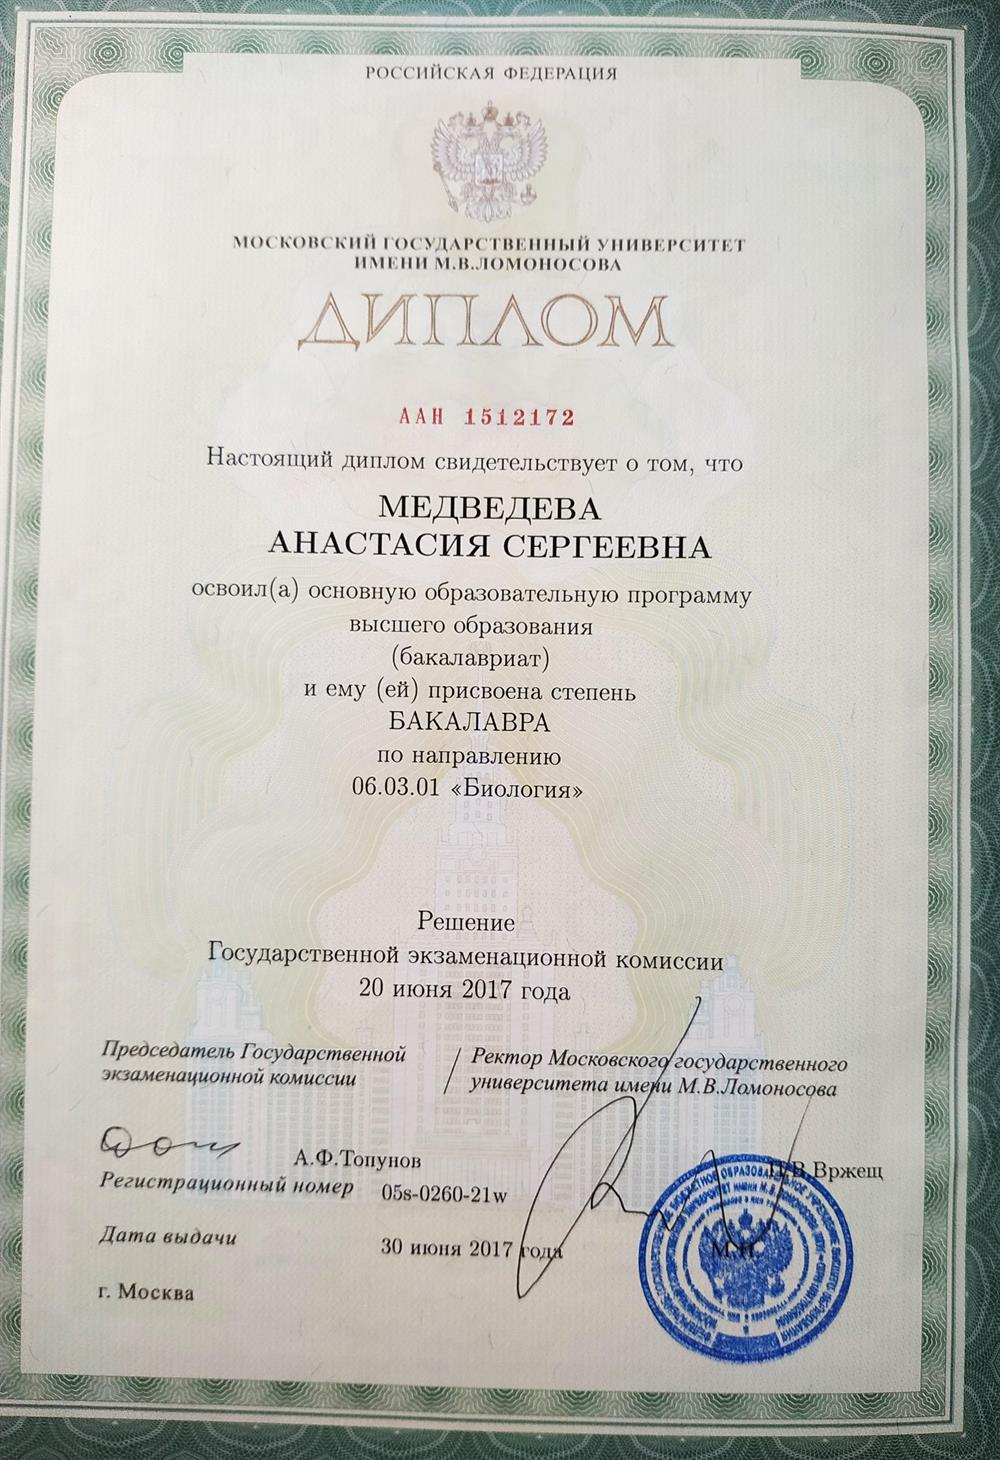 РОССИЙСКАЯ ФЕДЕРАЦИЯ
МОСКОВСКИЙ ГОСУДАРСТВЕННЫЙ УНИВЕРСИТЕТ
ИМЕНИ М.В.ЛОМОНОСОВА
ДИПЛОМ
ААН 1512172
Настоящий диплом свидетельствует о том, что
МЕДВЕДЕВА
АНАСТАСИЯ СЕРГЕЕВНА
освоил(а) основную образовательную программу
высшего образования
(бакалавриат)
и ему (ей) присвоена степень
БАКАЛАВРА
по направлению
06.03.01 «Биология»
Решение
Государственной экзаменационной комиссии
20 июня 2017 года
Председатель Государственной
экзаменационной комиссии
/ Ректор Московского государственного
университета имени М.В.Ломоносова
А.Ф.Топунов
В.Вржещ
Регистрационный номер 05s-0260-21w
Дата выдачи 30 июня 2017 года
М.П.
г. Москва